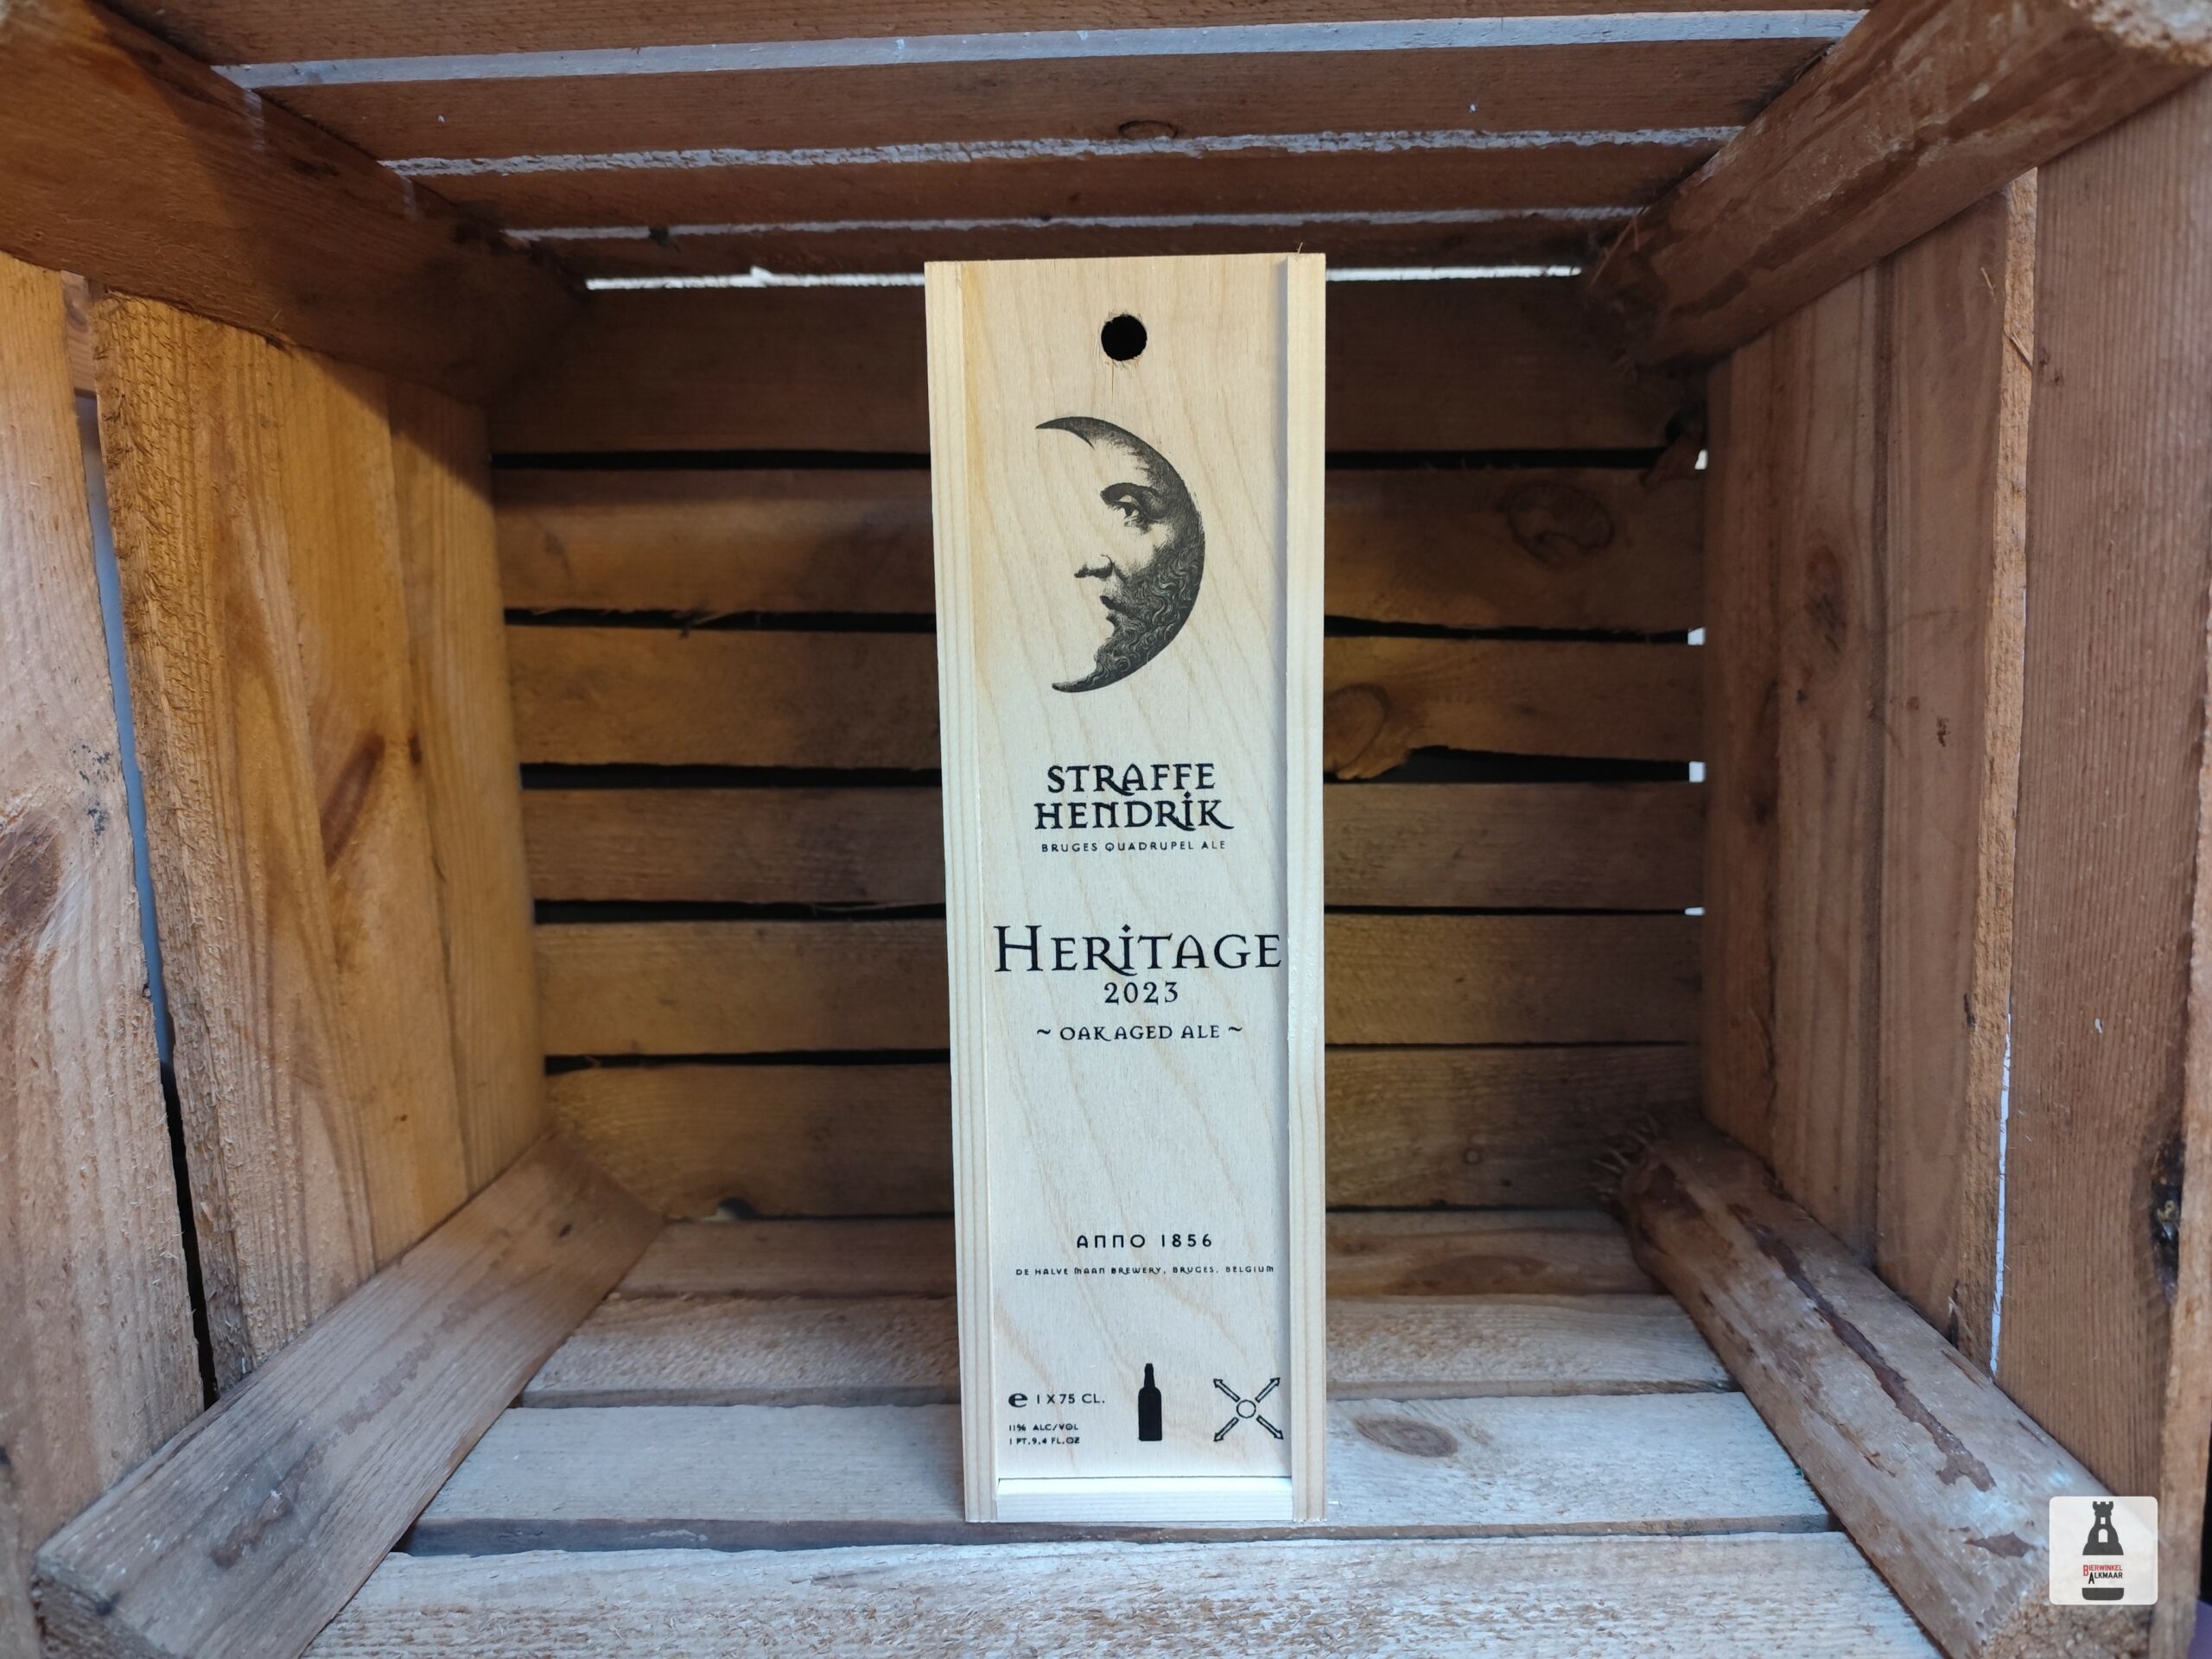 STRAFFE
HENDRIK
BRUGES QUADRUPEL ALE
HERITAGE
2023
~ OAK AGED ALE ~
ANNO 1856
DE HALVE MAAN BREWERY, BRUGES, BELGIUM
e 1 X 75 CL.
11% ALC/VOL
1 PT.9,4 FL.OZ
BIERWINKEL
ALKMAAR